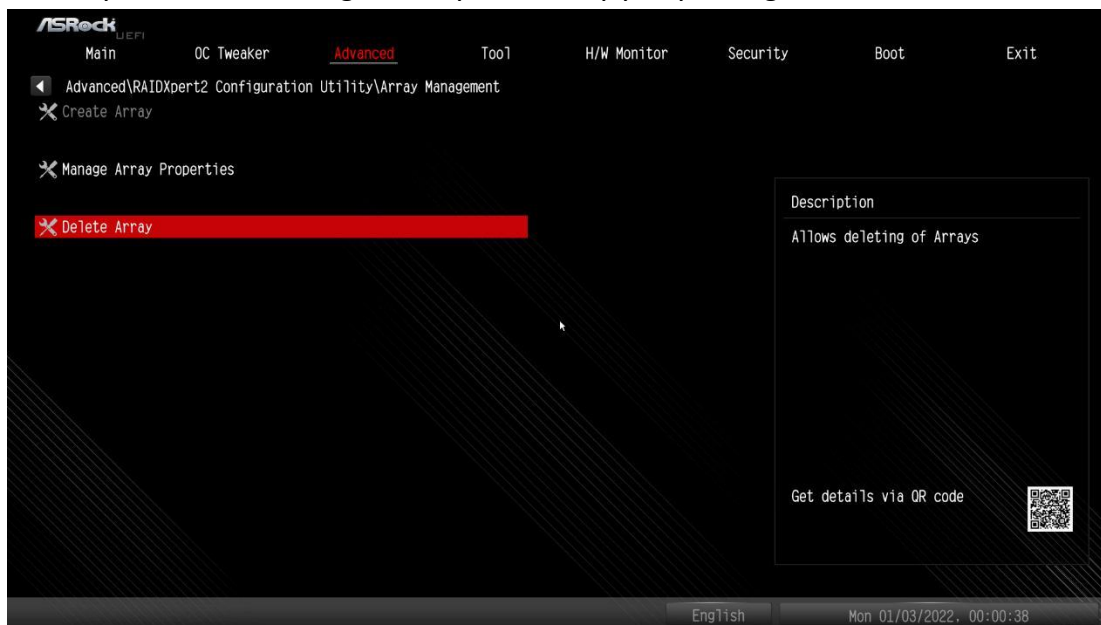 ASRock
UEFI
Main OC Tweaker Advanced Tool H/W Monitor Security Boot Exit
Advanced\RAIDXpert2 Configuration Utility\Array Management
Create Array
Manage Array Properties
Delete Array
Description
Allows deleting of Arrays
Get details via QR code
English Mon 01/03/2022. 00:00:38